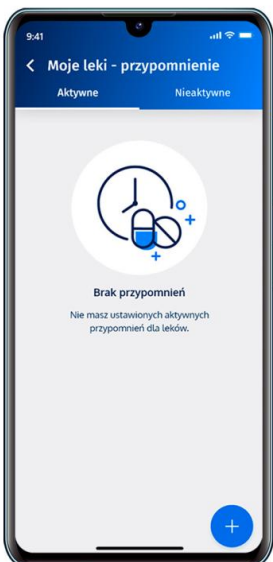 9:41
Moje leki - przypomnienie
Aktywne Nieaktywne
Brak przypomnień
Nie masz ustawionych aktywnych
przypomnień dla leków.